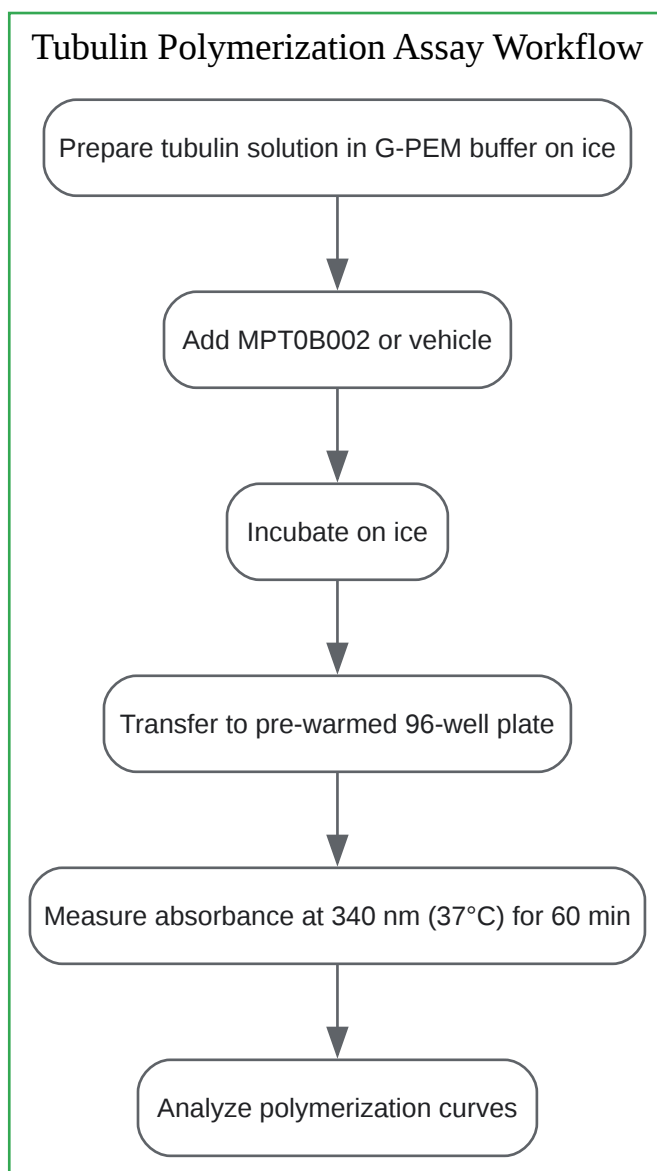 Tubulin Polymerization Assay Workflow
Prepare tubulin solution in G-PEM buffer on ice
Add MPT0B002 or vehicle
Incubate on ice
Transfer to pre-warmed 96-well plate
Measure absorbance at 340 nm (37°C) for 60 min
Analyze polymerization curves